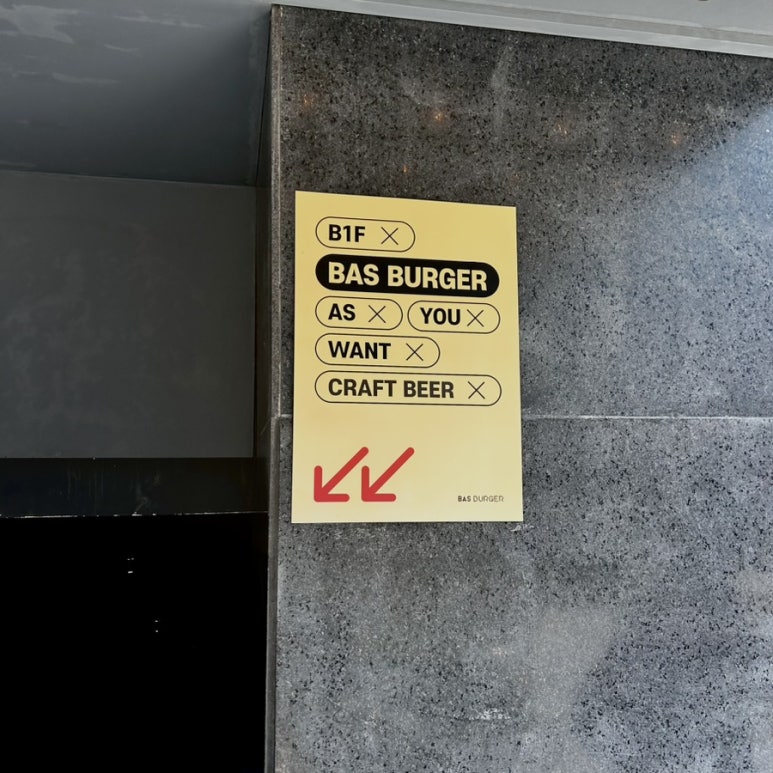 B1F ×
BAS BURGER
AS × YOU ×
WANT ×
CRAFT BEER ×
BAS BURGER